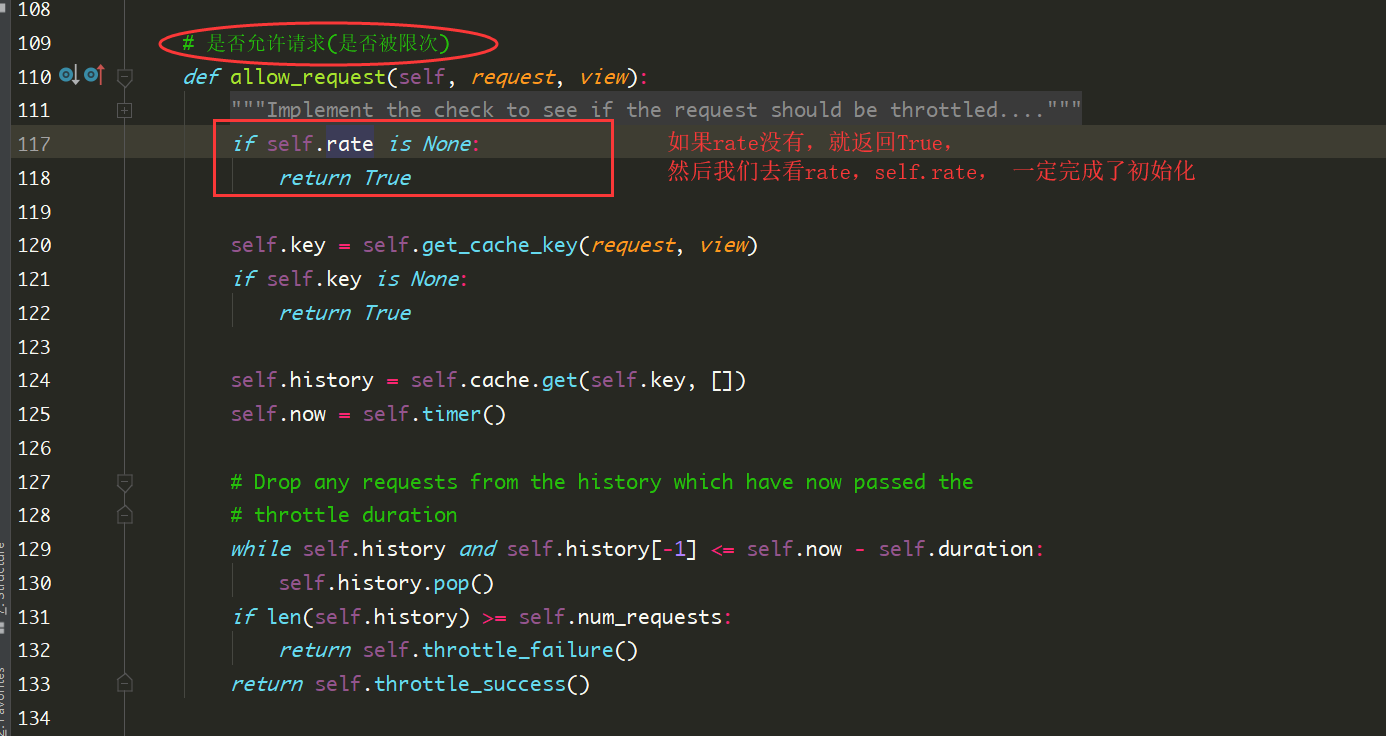 108
109 # 是否允许请求(是否被限次)
110 def allow_request(self, request, view):
111 """Implement the check to see if the request should be throttled...."""
117 if self.rate is None: 如果rate没有，就返回True，
118 return True 然后我们去看rate，self.rate， 一定完成了初始化
119
120 self.key = self.get_cache_key(request, view)
121 if self.key is None:
122 return True
123
124 self.history = self.cache.get(self.key, [])
125 self.now = self.timer()
126
127 # Drop any requests from the history which have now passed the
128 # throttle duration
129 while self.history and self.history[-1] <= self.now - self.duration:
130 self.history.pop()
131 if len(self.history) >= self.num_requests:
132 return self.throttle_failure()
133 return self.throttle_success()
134